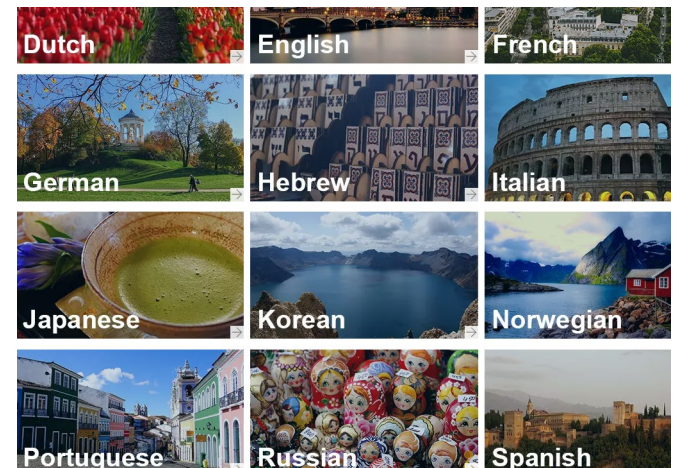 Dutch
English
French
German
Hebrew
Italian
Japanese
Korean
Norwegian
Portuguese
Russian
Spanish